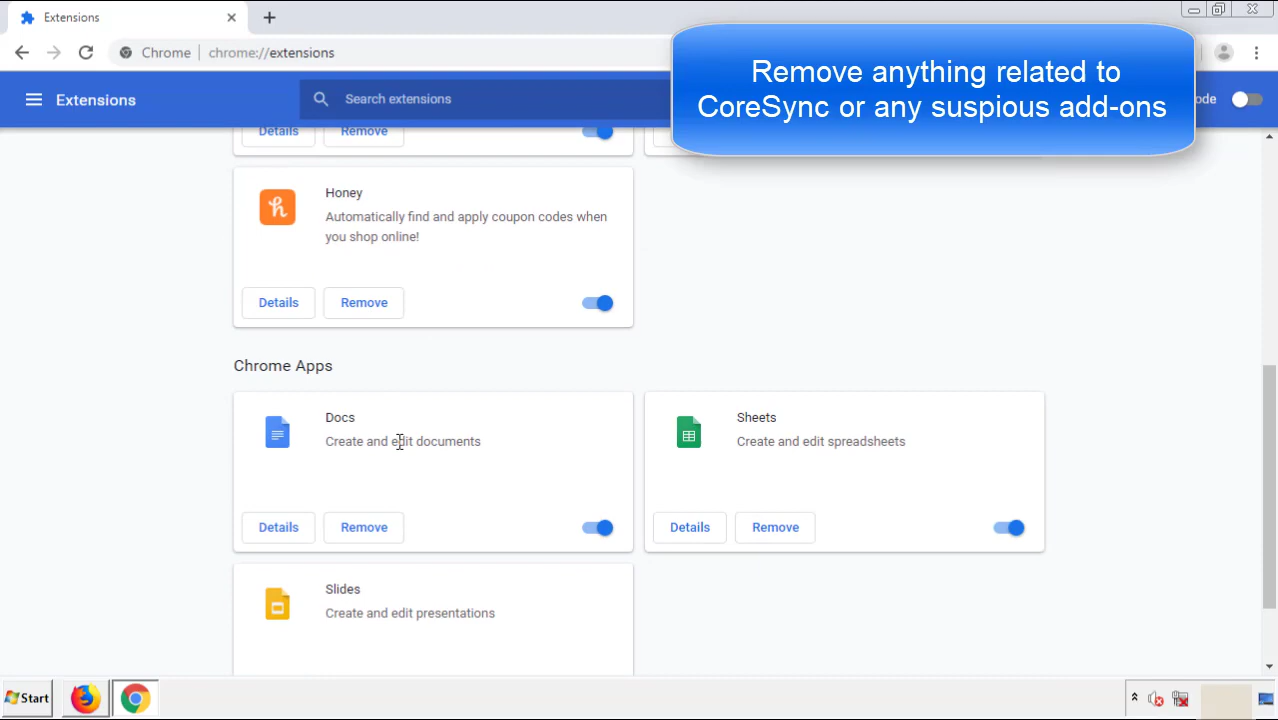 Extensions
Chrome
chrome://extensions
Remove anything related to
CoreSync or any suspious add-ons
Extensions
Search extensions
ode
Details
Remove
Honey
Automatically find and apply coupon codes when
you shop online!
Details
Remove
Chrome Apps
Docs
Create and edit documents
Details
Remove
Sheets
Create and edit spreadsheets
Details
Remove
Slides
Create and edit presentations
Start